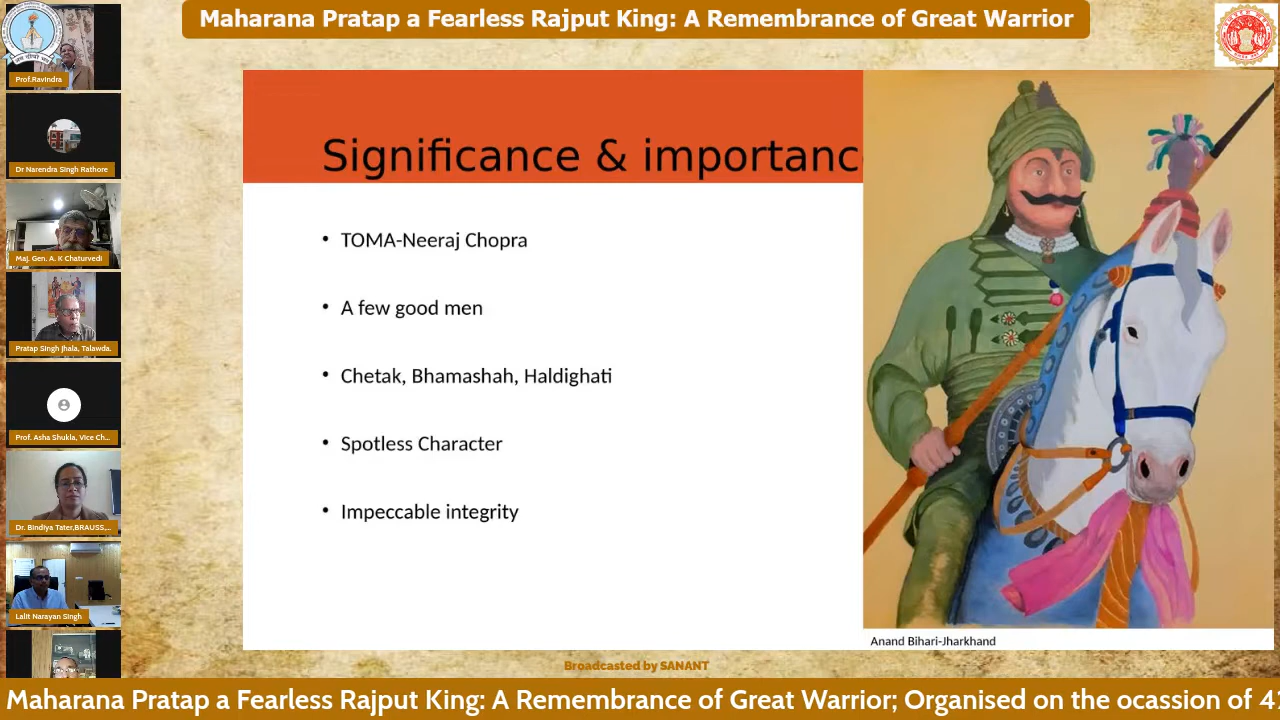 Maharana Pratap a Fearless Rajput King: A Remembrance of Great Warrior
Prof.Ravindra
Dr Narendra Singh Rathore
Maj. Gen. A. K Chaturvedi
Pratap Singh Jhala, Talawda.
Prof. Asha Shukla, Vice Ch...
Dr. Bindiya Tater,BRAUSS,...
Lalit Narayan Singh
Significance & importanc
• TOMA-Neeraj Chopra
• A few good men
• Chetak, Bhamashah, Haldighati
• Spotless Character
• Impeccable integrity
Anand Bihari-Jharkhand
Broadcasted by SANANT
Maharana Pratap a Fearless Rajput King: A Remembrance of Great Warrior; Organised on the ocassion of 4